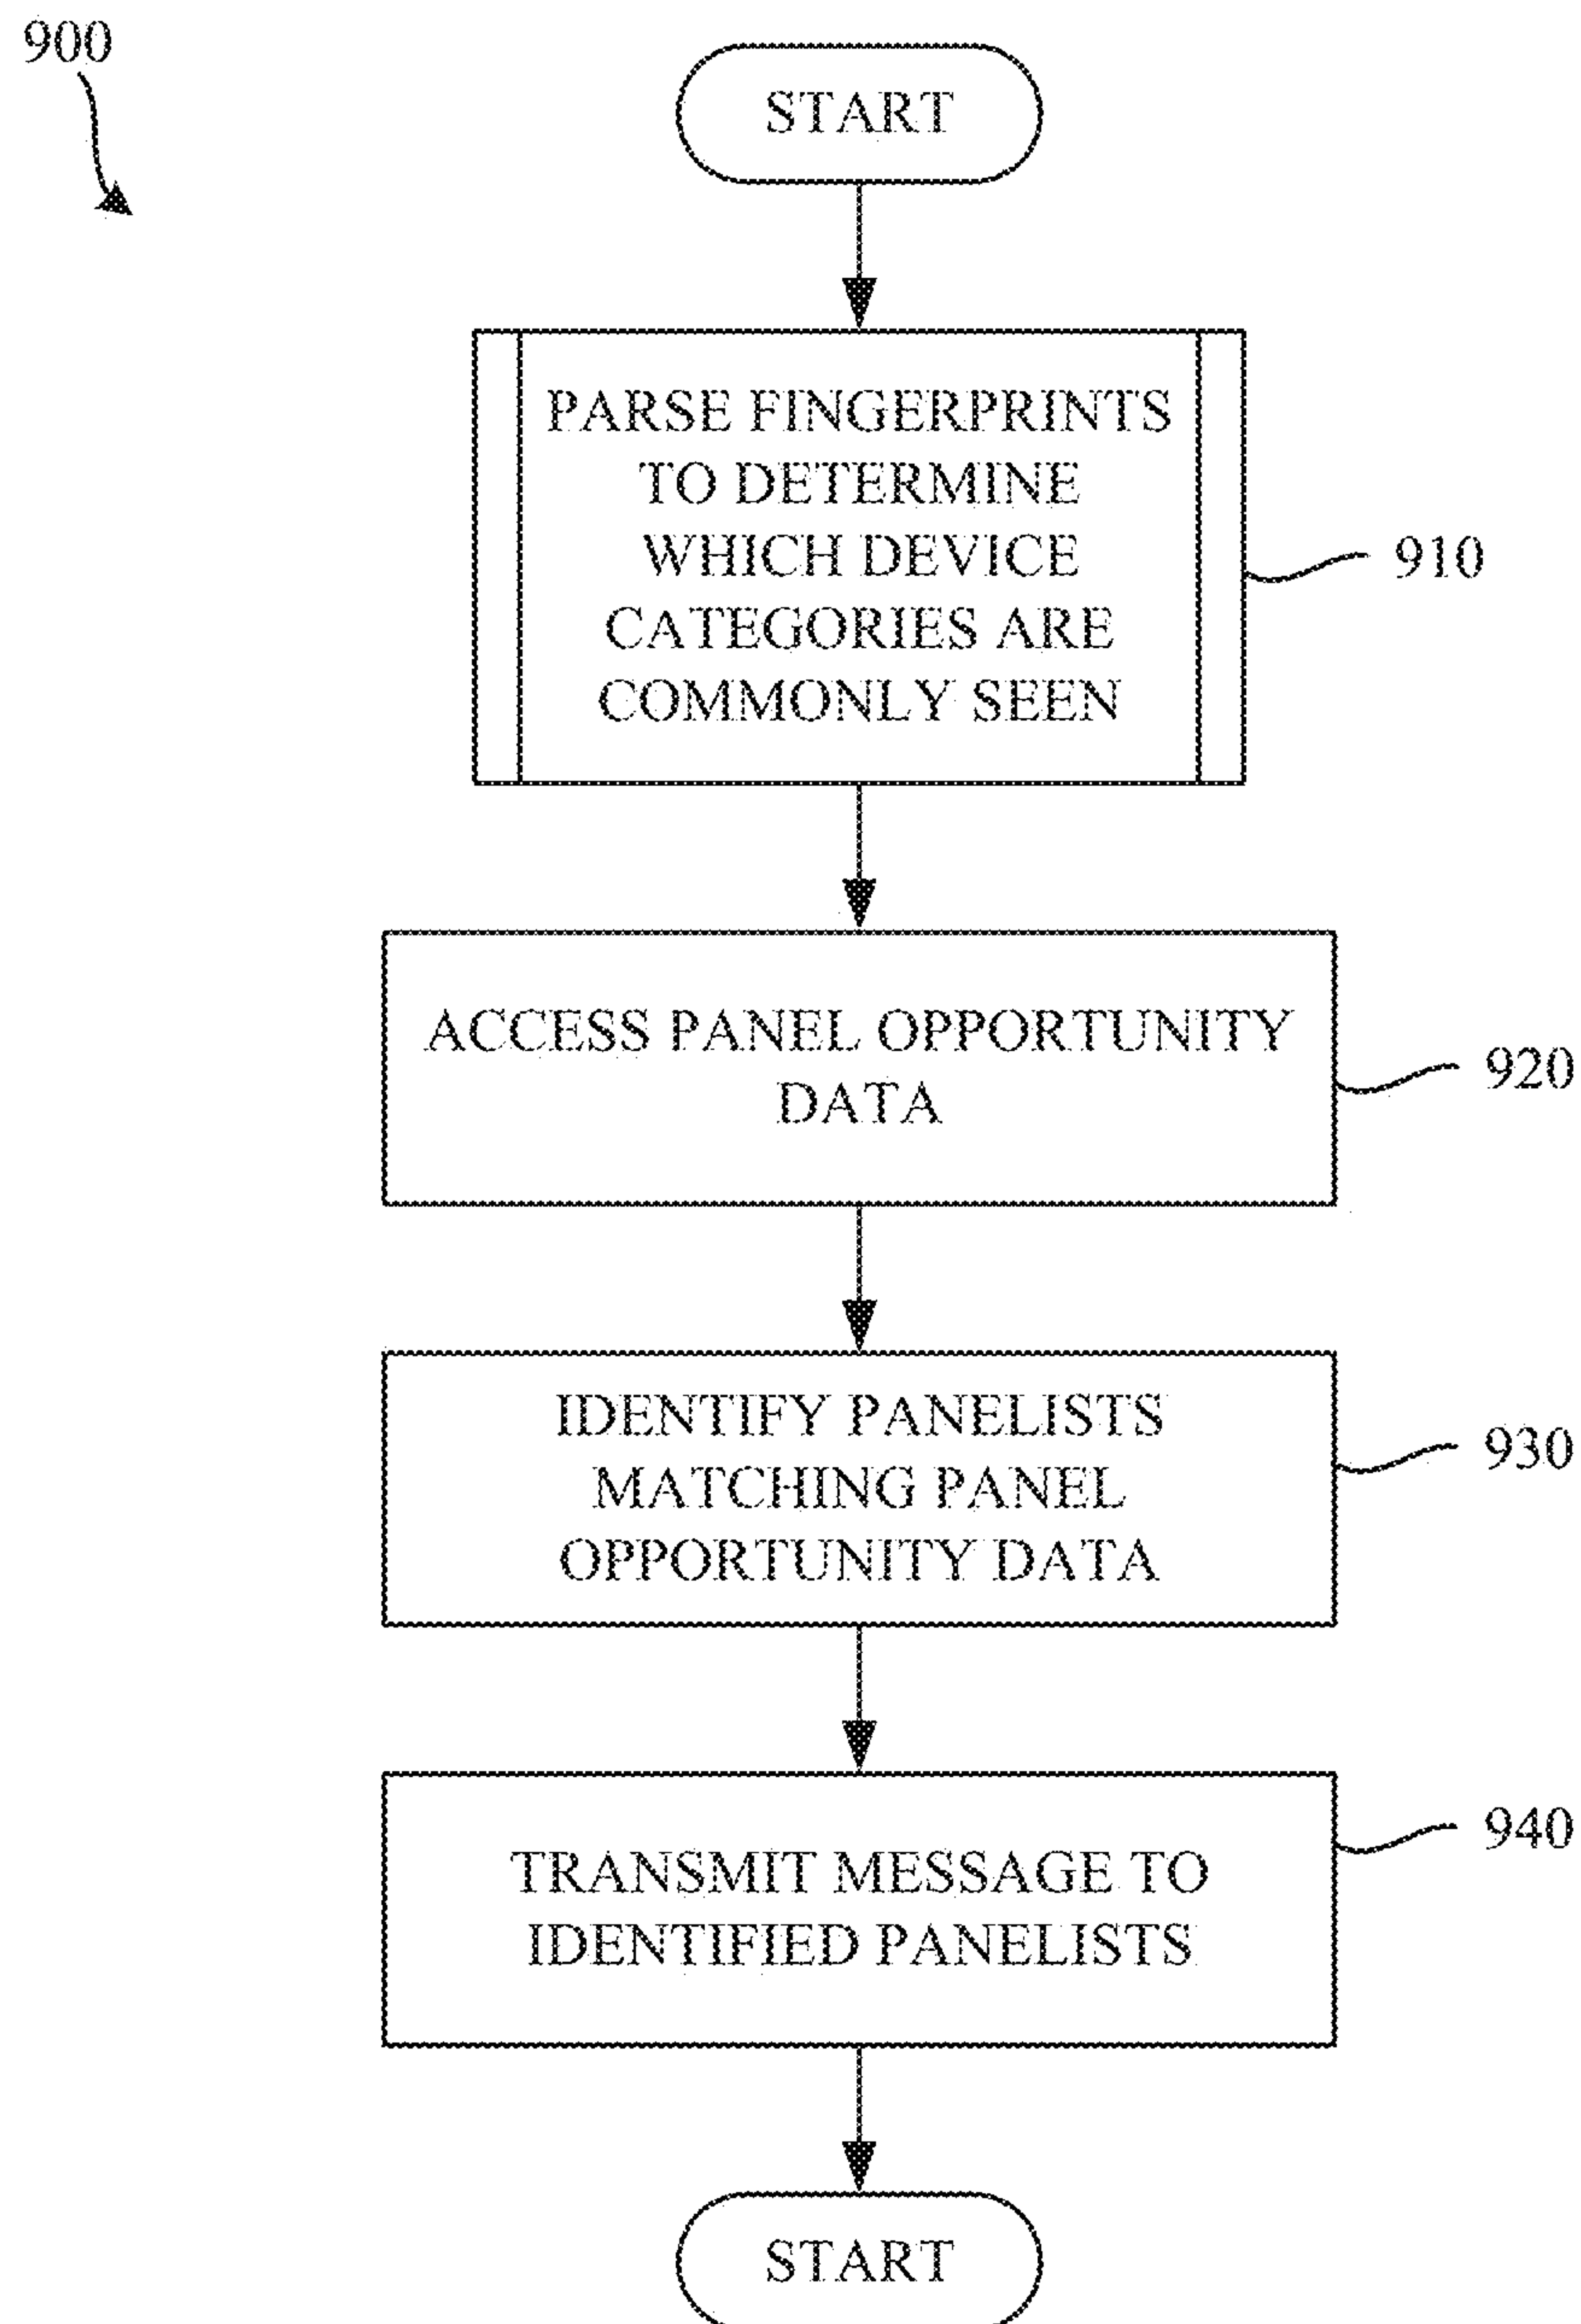 900
START
PARSE FINGERPRINTS
TO DETERMINE
WHICH DEVICE
CATEGORIES ARE
COMMONLY SEEN
910
ACCESS PANEL OPPORTUNITY
DATA
920
IDENTIFY PANELISTS
MATCHING PANEL
OPPORTUNITY DATA
930
TRANSMIT MESSAGE TO
IDENTIFIED PANELISTS
940
START